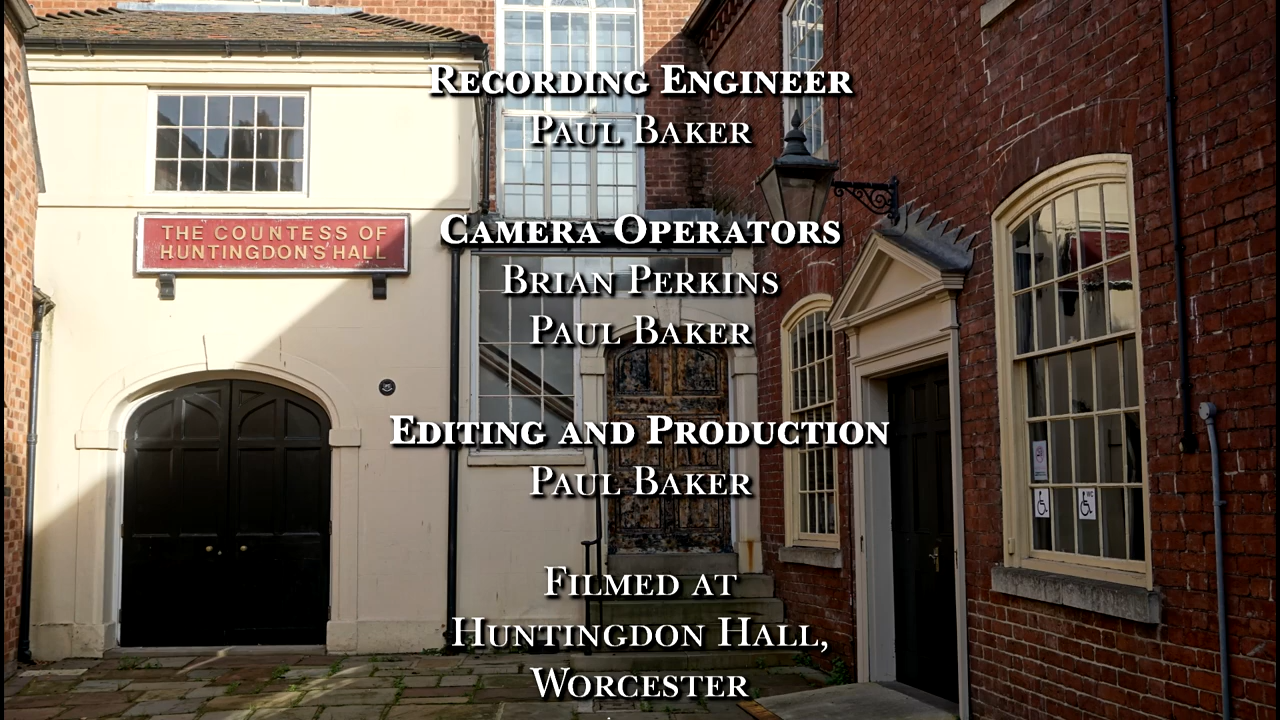 Recording Engineer
Paul Baker
Camera Operators
Brian Perkins
Paul Baker
Editing and Production
Paul Baker
Filmed at
Huntingdon Hall,
Worcester
THE COUNTESS OF
HUNTINGDON'S HALL
WC